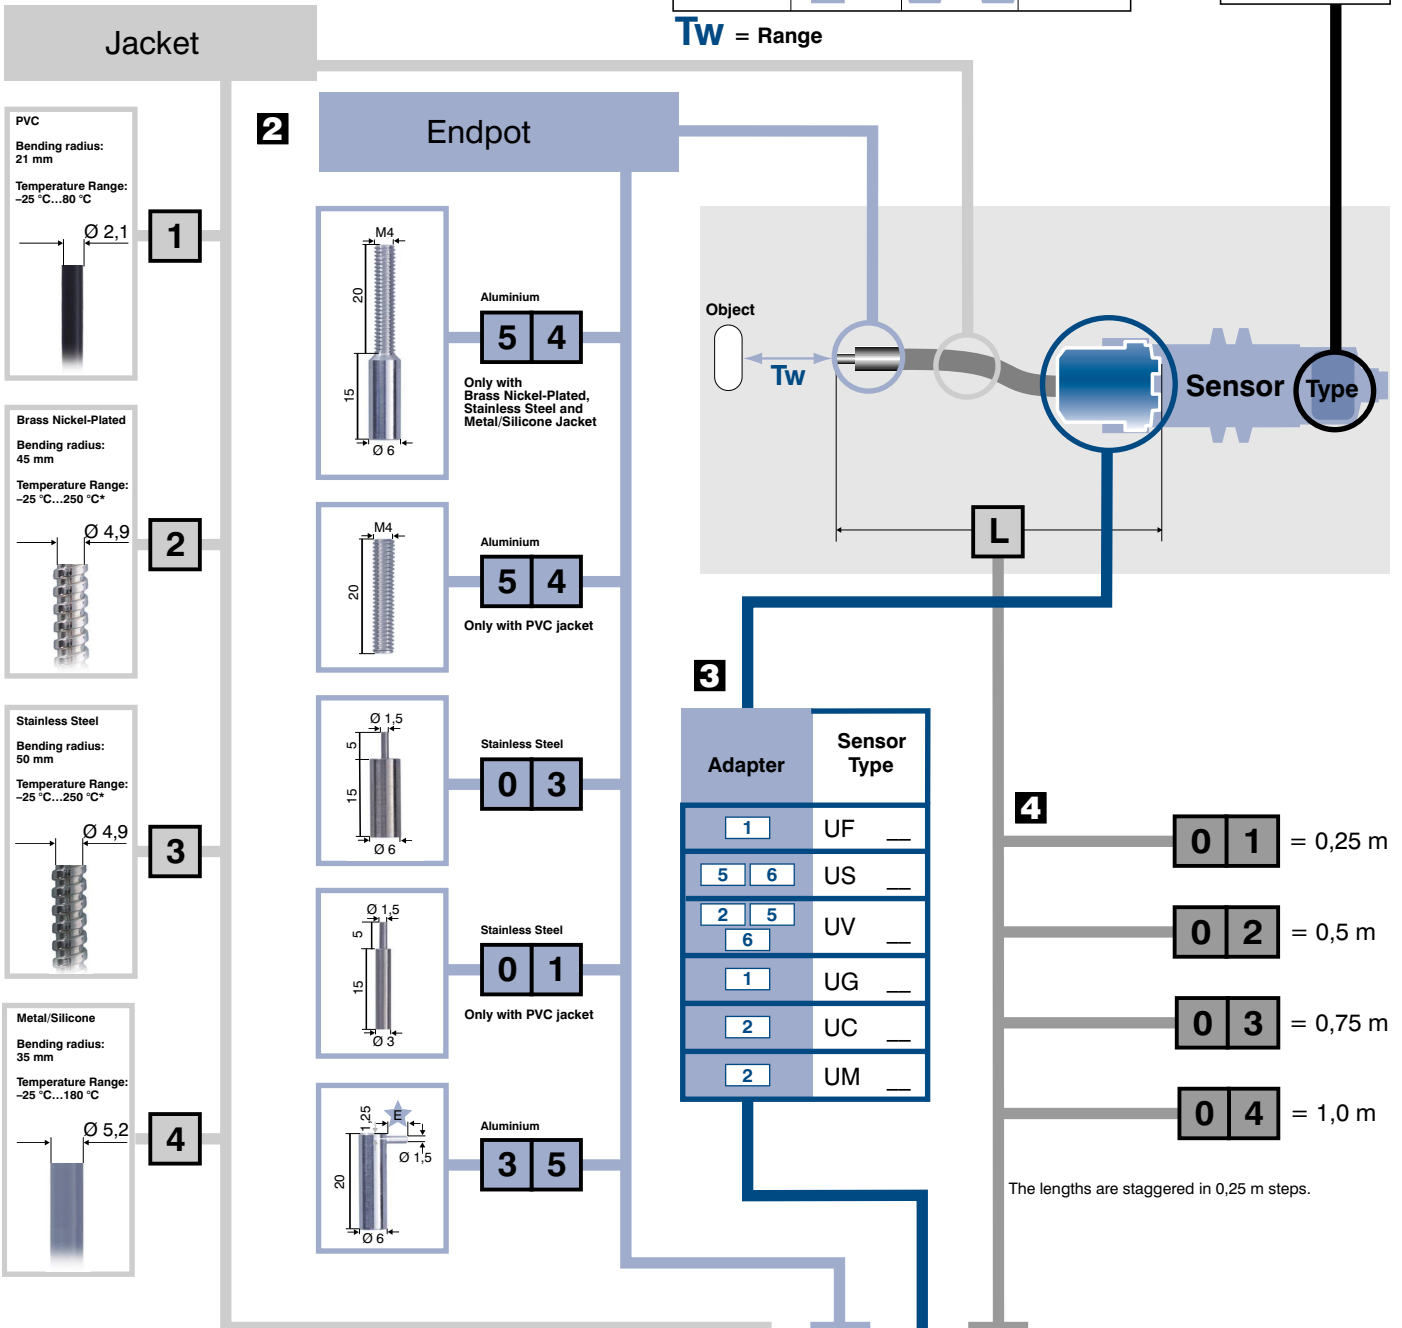 Jacket
Tw = Range
PVC
Bending radius:
21 mm
Temperature Range:
–25 °C...80 °C
Ø 2,1
1
Brass Nickel-Plated
Bending radius:
45 mm
Temperature Range:
–25 °C...250 °C*
Ø 4,9
2
Stainless Steel
Bending radius:
50 mm
Temperature Range:
–25 °C...250 °C*
Ø 4,9
3
Metal/Silicone
Bending radius:
35 mm
Temperature Range:
–25 °C...180 °C
Ø 5,2
4
2
Endpot
M4
20
15
Ø 6
Aluminium
5 4
Only with
Brass Nickel-Plated,
Stainless Steel and
Metal/Silicone Jacket
M4
20
Aluminium
5 4
Only with PVC jacket
Ø 1,5
5
15
Ø 6
Stainless Steel
0 3
Ø 1,5
5
15
Ø 3
Stainless Steel
0 1
Only with PVC jacket
1,25
E
Ø 1,5
20
Ø 6
Aluminium
3 5
Object
Tw
Sensor
Type
L
3
Adapter
Sensor
Type
1 UF __
5 6 US __
2 5
6 UV __
1 UG __
2 UC __
2 UM __
4
0 1 = 0,25 m
0 2 = 0,5 m
0 3 = 0,75 m
0 4 = 1,0 m
The lengths are staggered in 0,25 m steps.